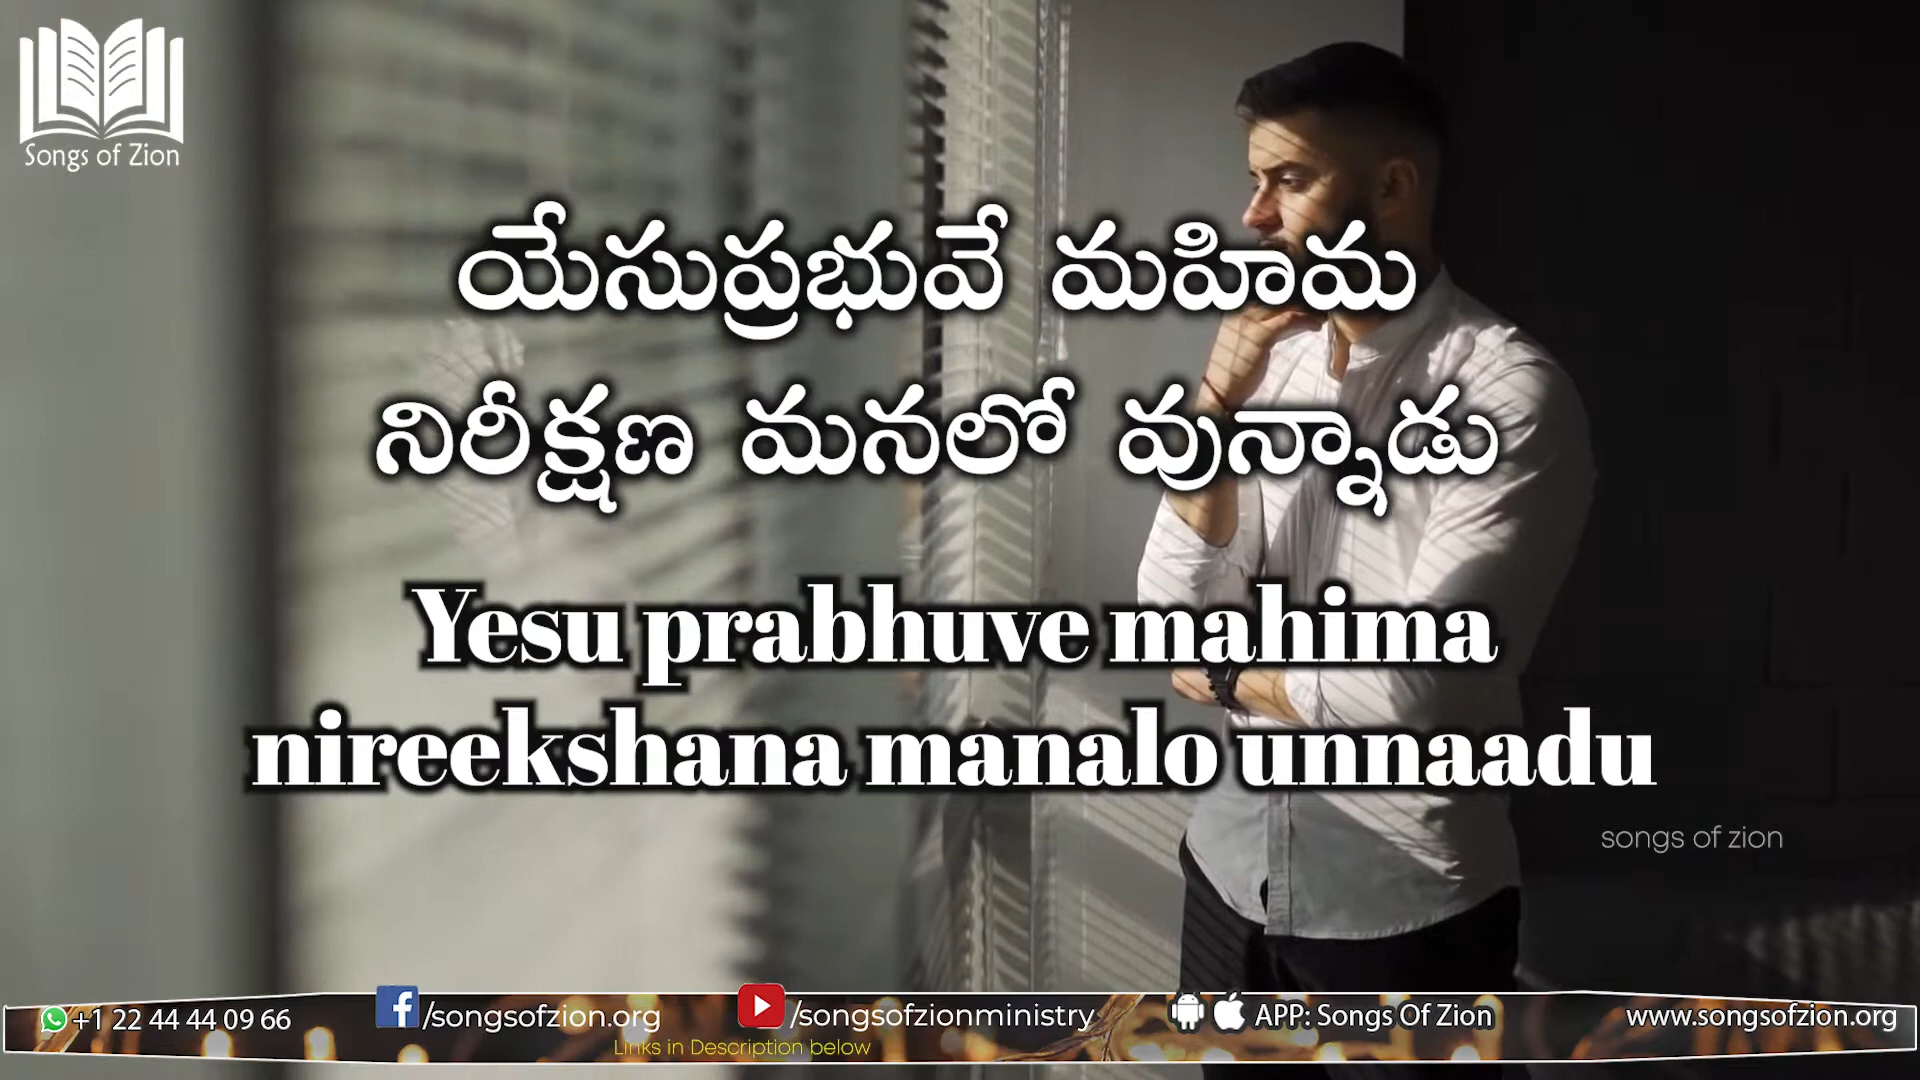 Songs of Zion
యేసుప్రభువే మహిమ
నిరీక్షణ మనలో వున్నాడు
Yesu prabhuve mahima
nireekshana manalo unnaadu
songs of zion
+1 22 44 44 09 66 /songsofzion.org /songsofzionministry APP: Songs Of Zion www.songsofzion.org
Links in Description below